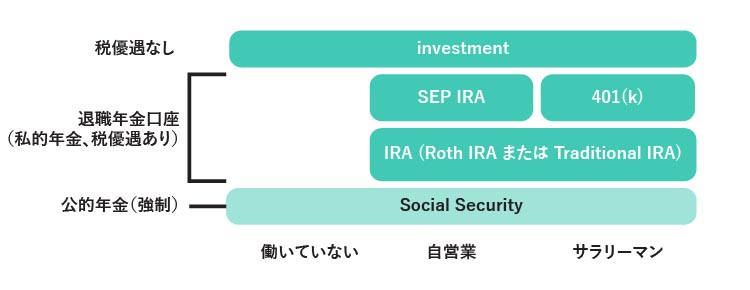 税優遇なし
investment
SEP IRA
401(k)
退職年金口座
（私的年金、税優遇あり）
IRA（Roth IRA または Traditional IRA）
公的年金（強制）
Social Security
働いていない
自営業
サラリーマン